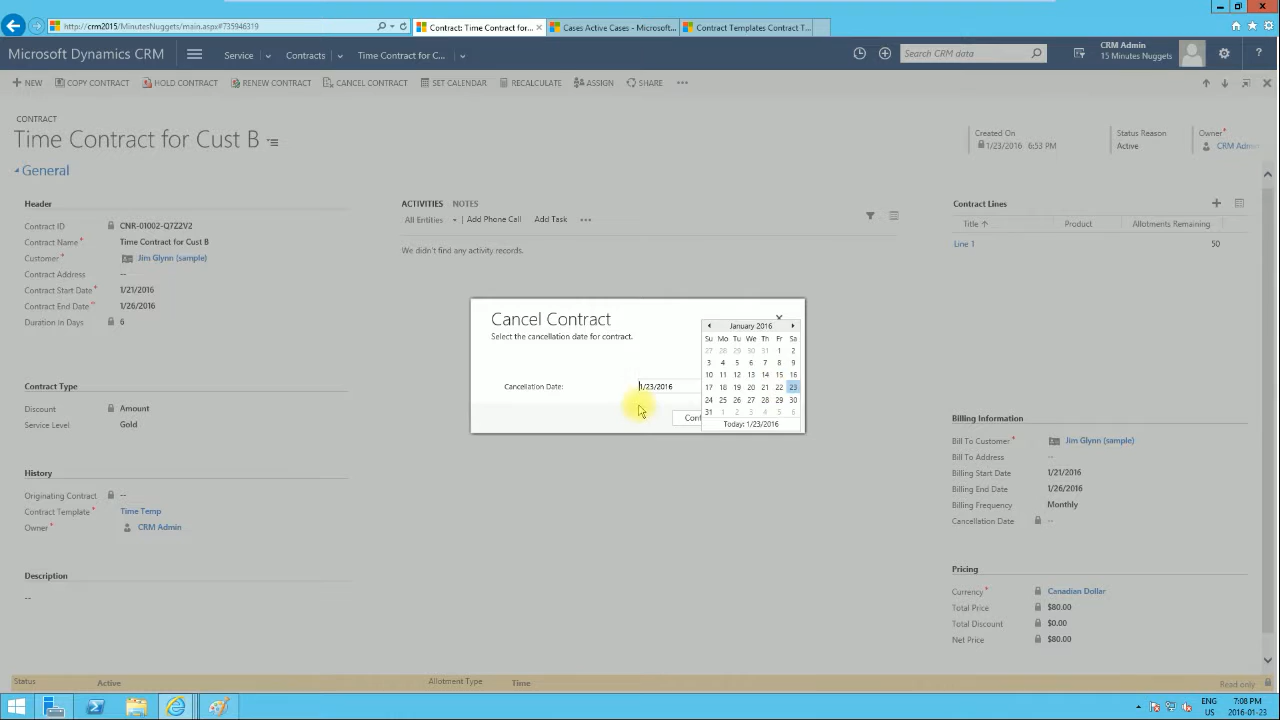 http://crm2015/MinutesNuggets/main.aspx#735946319
Contract: Time Contract for...
Cases Active Cases - Microsoft...
Contract Templates Contract T...
Microsoft Dynamics CRM
Service
Contracts
Time Contract for C...
Search CRM data
CRM Admin
15 Minutes Nuggets
NEW
COPY CONTRACT
HOLD CONTRACT
RENEW CONTRACT
CANCEL CONTRACT
SET CALENDAR
RECALCULATE
ASSIGN
SHARE
CONTRACT
Time Contract for Cust B
Created On
1/23/2016 6:53 PM
Status Reason
Active
Owner*
CRM Admin
General
Header
Contract ID CNR-01002-Q7Z2V2
Contract Name* Time Contract for Cust B
Customer* Jim Glynn (sample)
Contract Address --
Contract Start Date* 1/21/2016
Contract End Date* 1/26/2016
Duration in Days 6
Contract Type
Discount Amount
Service Level Gold
History
Originating Contract --
Contract Template* Time Temp
Owner* CRM Admin
Description
--
ACTIVITIES NOTES
All Entities Add Phone Call Add Task ...
We didn't find any activity records.
Cancel Contract
Select the cancellation date for contract.
Cancellation Date: 1/23/2016
Conf
January 2016
Su Mo Tu We Th Fr Sa
27 28 29 30 31 1 2
3 4 5 6 7 8 9
10 11 12 13 14 15 16
17 18 19 20 21 22 23
24 25 26 27 28 29 30
31 1 2 3 4 5 6
Today: 1/23/2016
Contract Lines
Title Product Allotments Remaining
Line 1 50
Billing Information
Bill To Customer* Jim Glynn (sample)
Bill To Address --
Billing Start Date 1/21/2016
Billing End Date 1/26/2016
Billing Frequency Monthly
Cancellation Date --
Pricing
Currency* Canadian Dollar
Total Price $80.00
Total Discount $0.00
Net Price $80.00
Status Active Allotment Type Time Read only
ENG 7:08 PM
US 2016-01-23